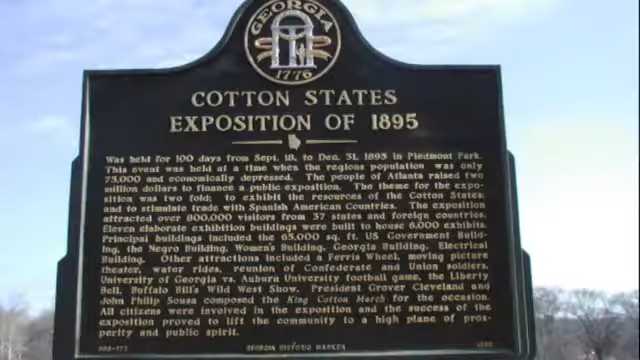 GEORGIA
1776
COTTON STATES
EXPOSITION OF 1895
Was held for 100 days from Sept. 18, to Dec. 31, 1895 in Piedmont Park.
This event was held at a time when the regions population was only
75,000 and economically depressed. The people of Atlanta raised two
million dollars to finance a public exposition. The theme for the expo-
sition was two fold; to exhibit the resources of the Cotton States
and to stimulate trade with Spanish American Countries. The exposition
attracted over 800,000 visitors from 37 states and foreign countries.
Eleven elaborate exhibition buildings were built to house 6,000 exhibits.
Principal buildings included the 65,000 sq. ft. US Government Build-
ing, the Negro Building, Women's Building, Georgia Building, Electrical
Building. Other attractions included a Ferris Wheel, moving picture
theater, water rides, reunion of Confederate and Union soldiers,
University of Georgia vs. Auburn University football game, the Liberty
Bell, Buffalo Bill's Wild West Show. President Grover Cleveland and
John Philip Sousa composed the King Cotton March for the occasion.
All citizens were involved in the exposition and the success of the
exposition proved to lift the community to a high plane of pros-
perity and public spirit.
GEORGIA HISTORIC MARKER